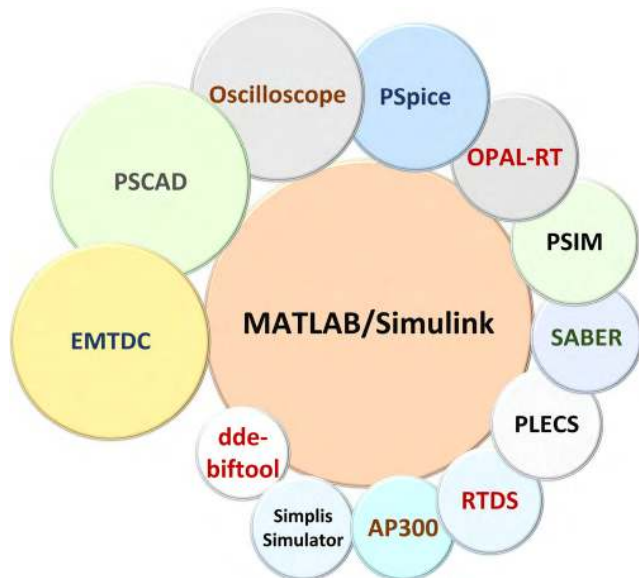 Oscilloscope
PSpice
OPAL-RT
PSCAD
PSIM
MATLAB/Simulink
EMTDC
SABER
PLECS
dde-
biftool
RTDS
Simplis
Simulator
AP300